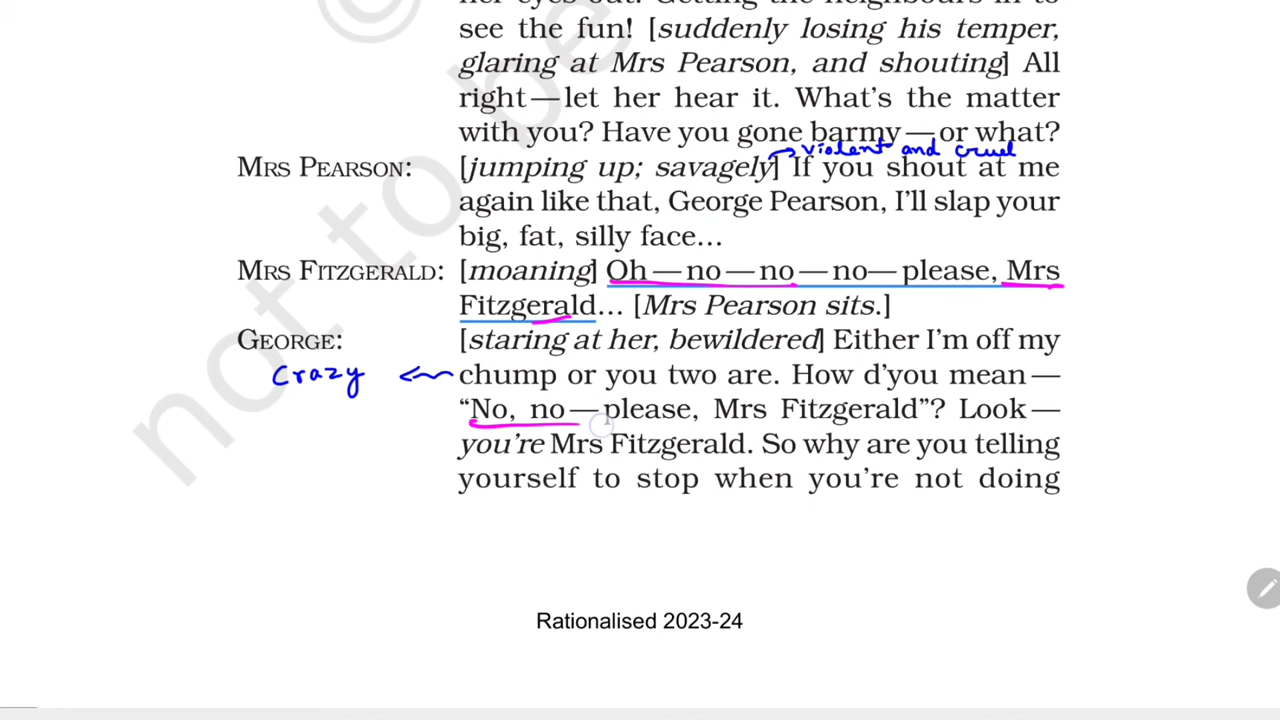 her eyes out. Getting the neighbours in to
see the fun! [suddenly losing his temper,
glaring at Mrs Pearson, and shouting] All
right—let her hear it. What's the matter
with you? Have you gone barmy—or what?
violent and cruel
MRS PEARSON: [jumping up; savagely] If you shout at me
again like that, George Pearson, I'll slap your
big, fat, silly face...
MRS FITZGERALD: [moaning] Oh—no—no—no—please, Mrs
Fitzgerald... [Mrs Pearson sits.]
GEORGE: [staring at her, bewildered] Either I'm off my
crazy chump or you two are. How d'you mean—
“No, no—please, Mrs Fitzgerald”? Look—
you're Mrs Fitzgerald. So why are you telling
yourself to stop when you're not doing
not to be
Rationalised 2023-24